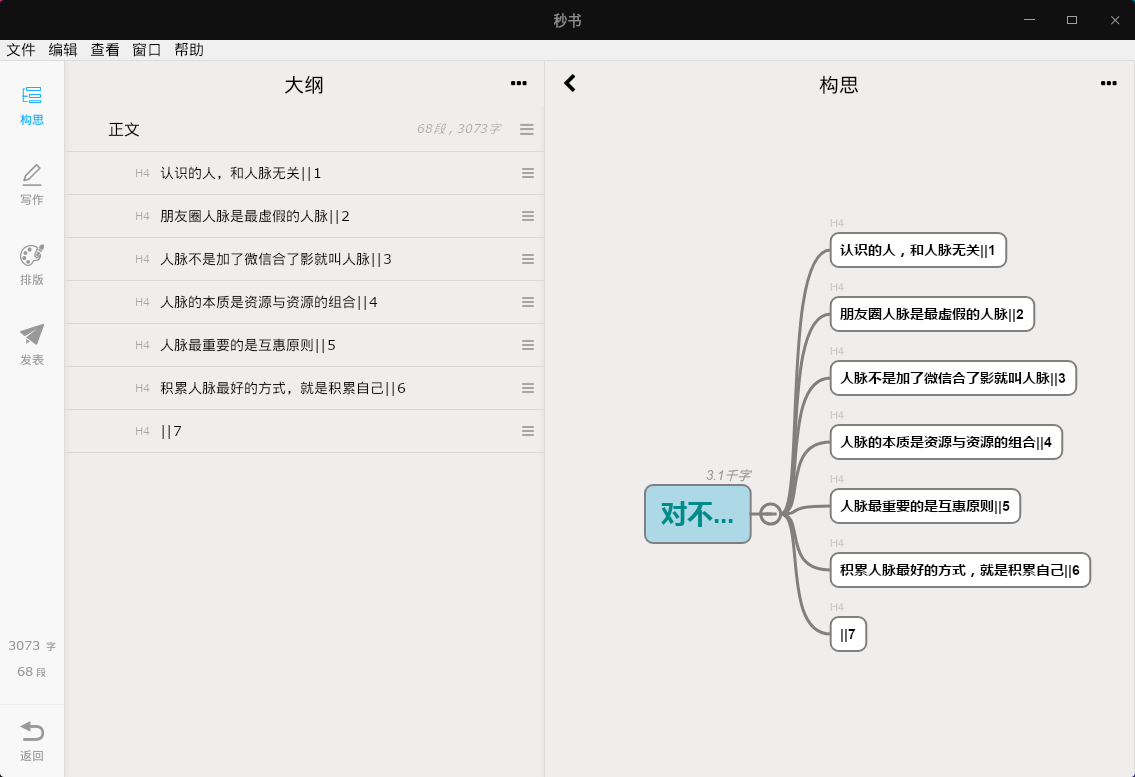 秒书
文件 编辑 查看 窗口 帮助
构思
写作
排版
发表
3073 字
68 段
返回
大纲
正文 68段，3073字
H4 认识的人，和人脉无关||1
H4 朋友圈人脉是最虚假的人脉||2
H4 人脉不是加了微信合了影就叫人脉||3
H4 人脉的本质是资源与资源的组合||4
H4 人脉最重要的是互惠原则||5
H4 积累人脉最好的方式，就是积累自己||6
H4 ||7
构思
3.1千字
对不...
H4
认识的人，和人脉无关||1
H4
朋友圈人脉是最虚假的人脉||2
H4
人脉不是加了微信合了影就叫人脉||3
H4
人脉的本质是资源与资源的组合||4
H4
人脉最重要的是互惠原则||5
H4
积累人脉最好的方式，就是积累自己||6
H4
||7